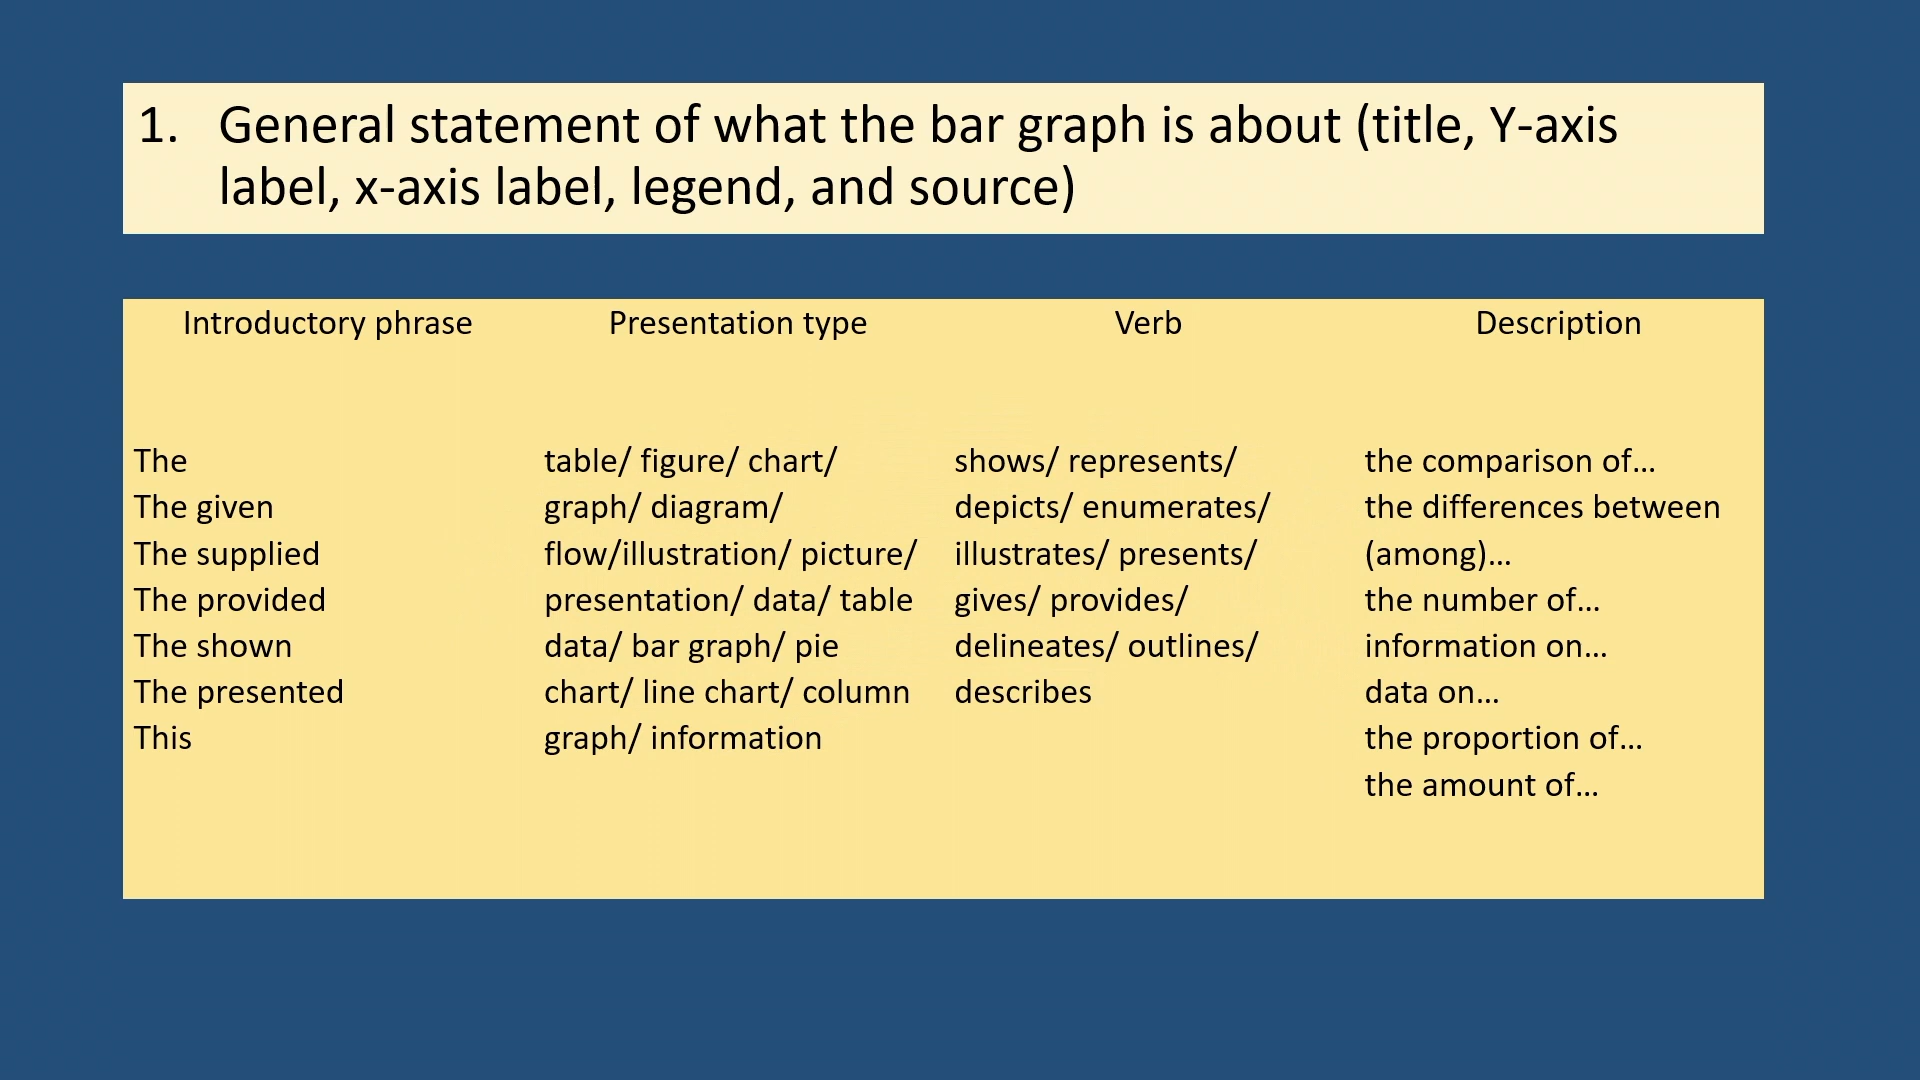 1. General statement of what the bar graph is about (title, Y-axis
label, x-axis label, legend, and source)
Introductory phrase Presentation type Verb Description
The table/ figure/ chart/ shows/ represents/ the comparison of…
The given graph/ diagram/ depicts/ enumerates/ the differences between
The supplied flow/illustration/ picture/ illustrates/ presents/ (among)…
The provided presentation/ data/ table gives/ provides/ the number of…
The shown data/ bar graph/ pie delineates/ outlines/ information on…
The presented chart/ line chart/ column describes data on…
This graph/ information the proportion of…
the amount of…